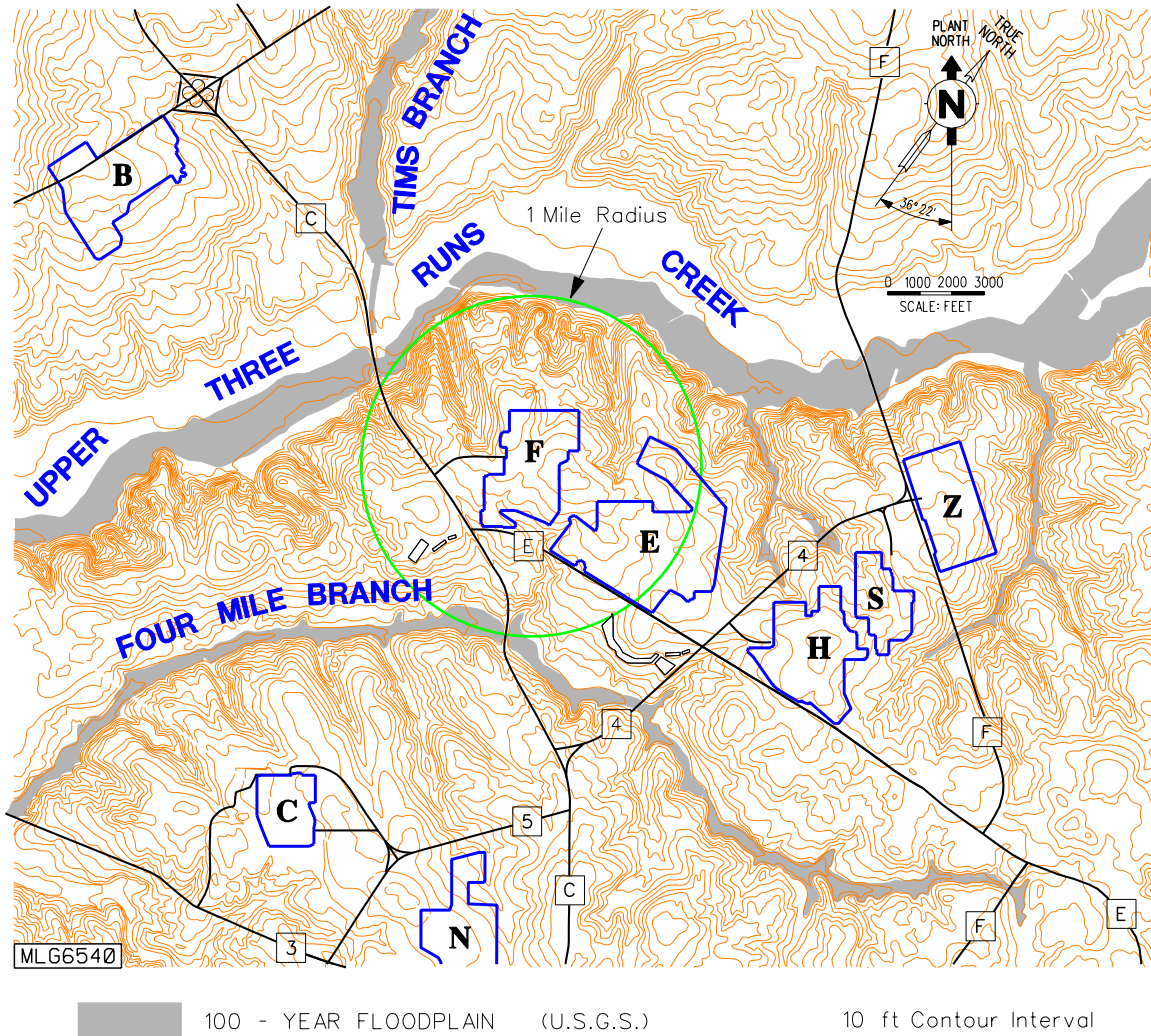 PLANT
NORTH
TRUE
NORTH
N
36° 22'
F
TIMS BRANCH
B
C
1 Mile Radius
RUNS
CREEK
0 1000 2000 3000
SCALE: FEET
THREE
UPPER
F
Z
E
E
4
S
FOUR MILE BRANCH
H
4
F
C
5
C
N
F
E
3
MLG6540
100 - YEAR FLOODPLAIN (U.S.G.S.)
10 ft Contour Interval